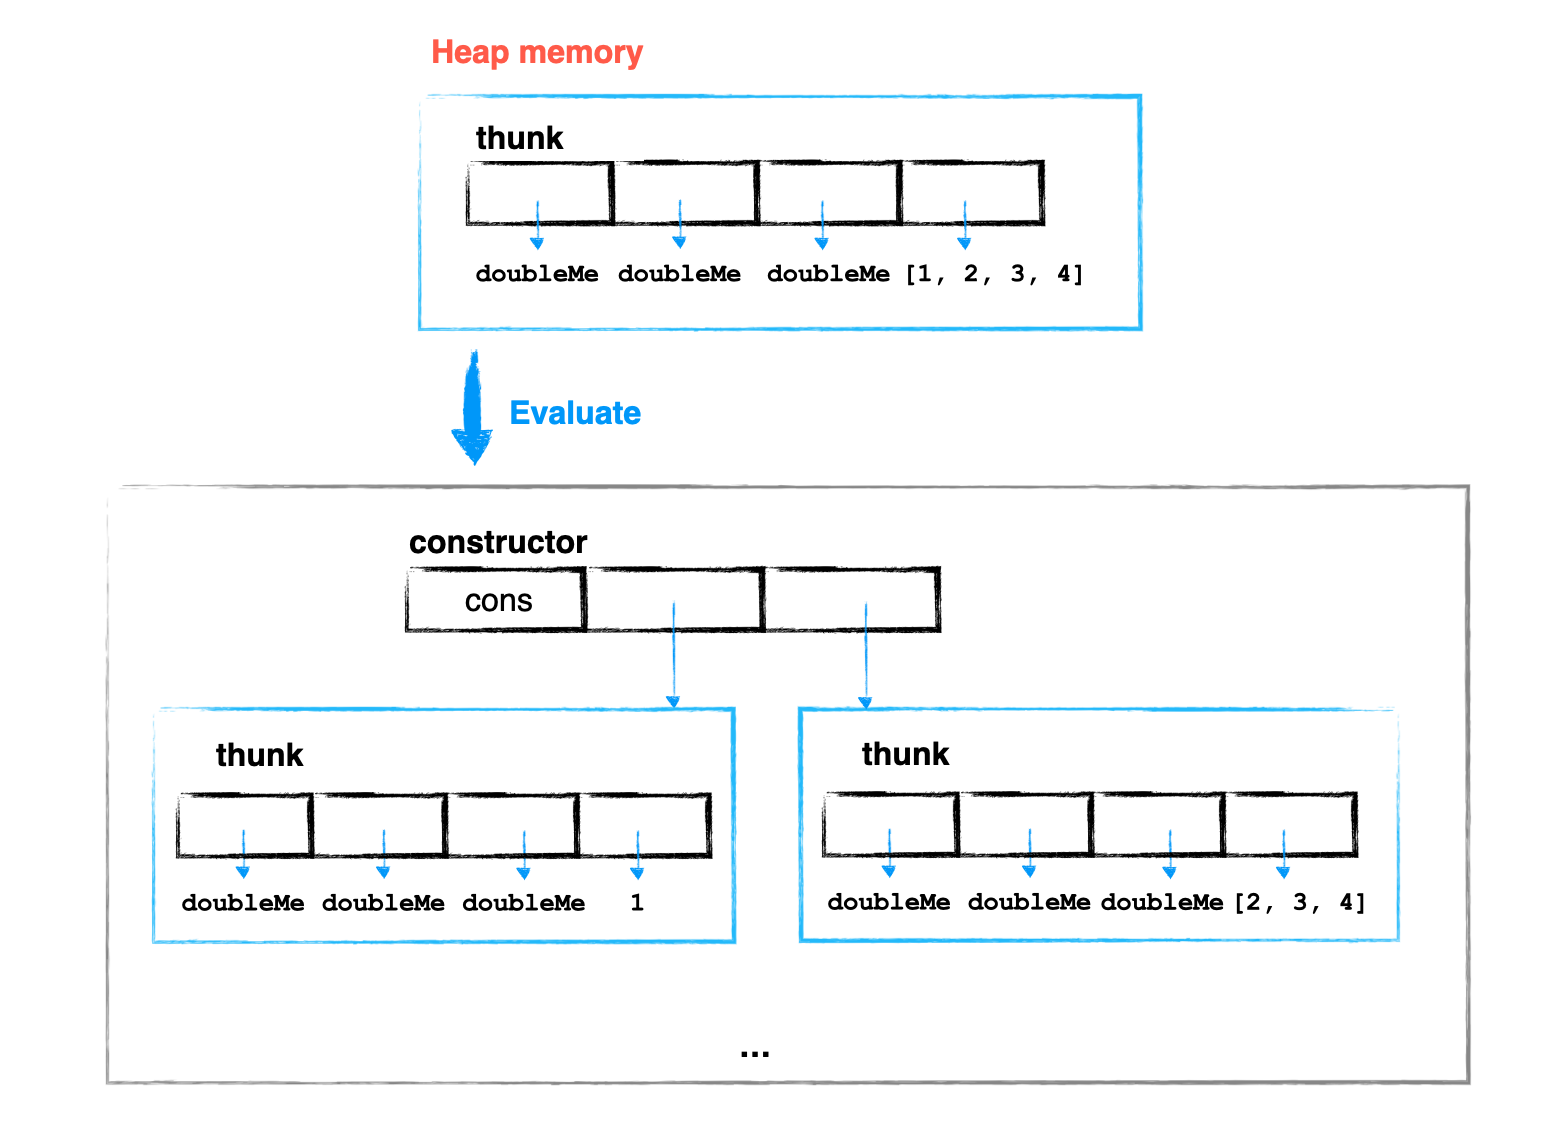 Heap memory
thunk
doubleMe doubleMe doubleMe [1, 2, 3, 4]
Evaluate
constructor
cons
thunk
doubleMe doubleMe doubleMe 1
thunk
doubleMe doubleMe doubleMe [2, 3, 4]
...